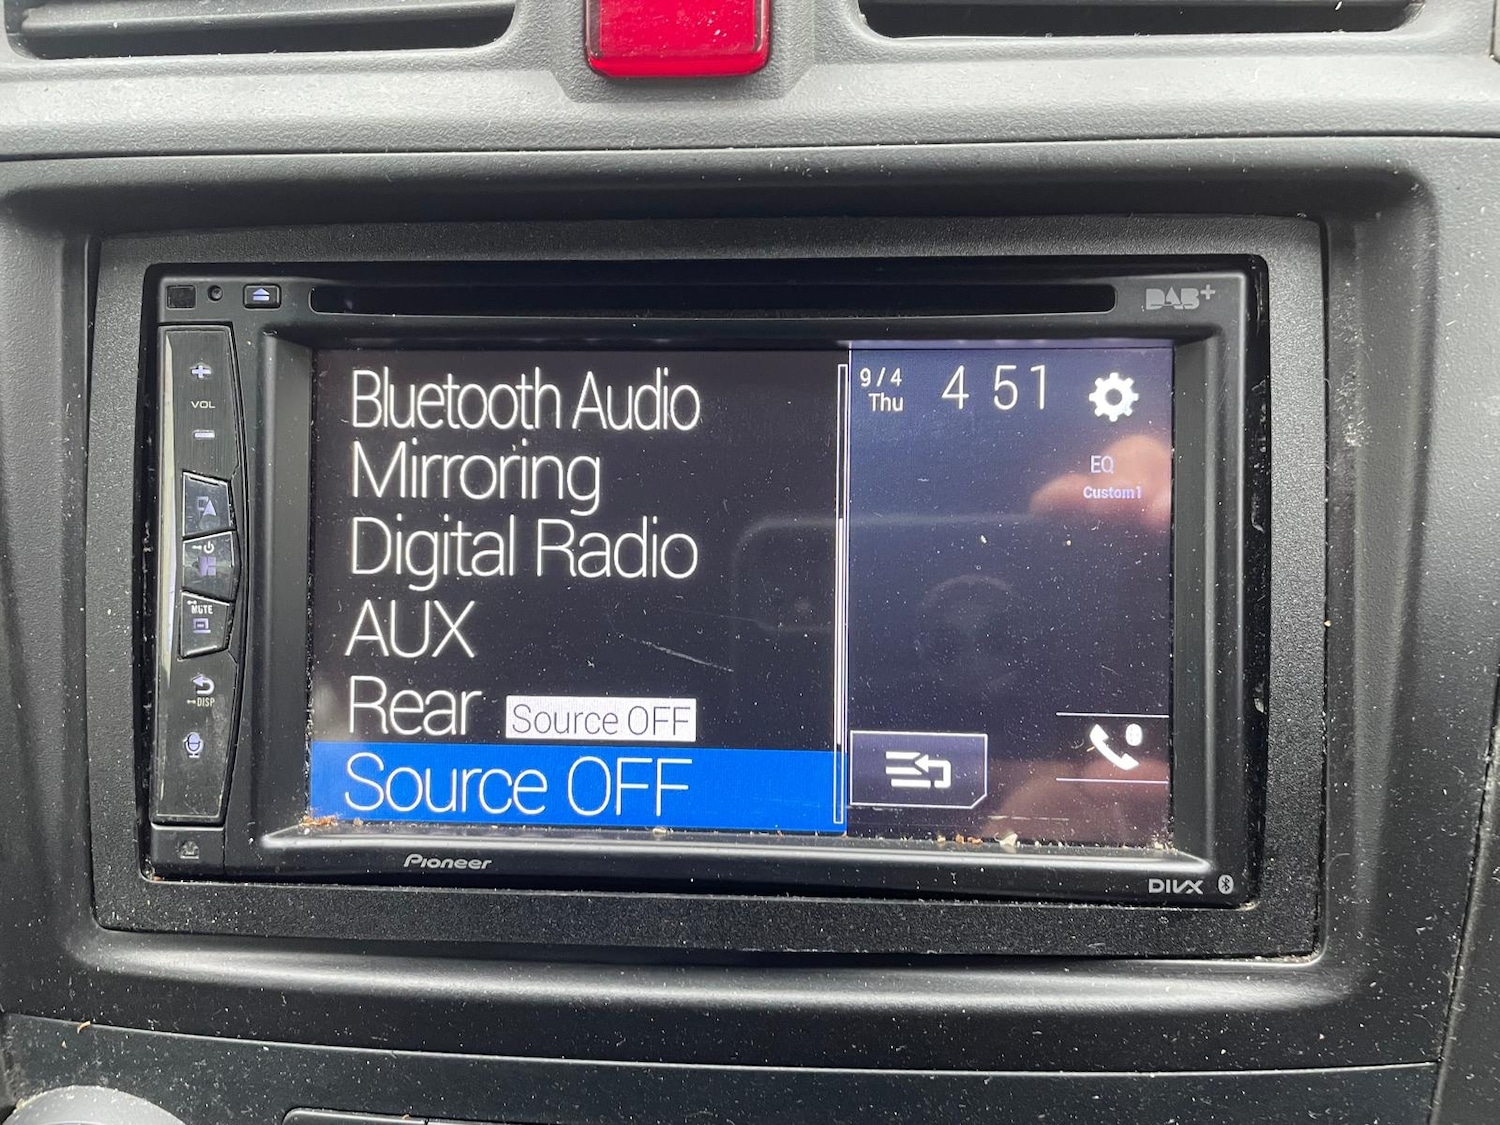 DAB+
VOL
MUTE
DISP
Bluetooth Audio
Mirroring
Digital Radio
AUX
Rear Source OFF
Source OFF
9/4 4 51
Thu
EQ
Custom1
Pioneer
DIVX